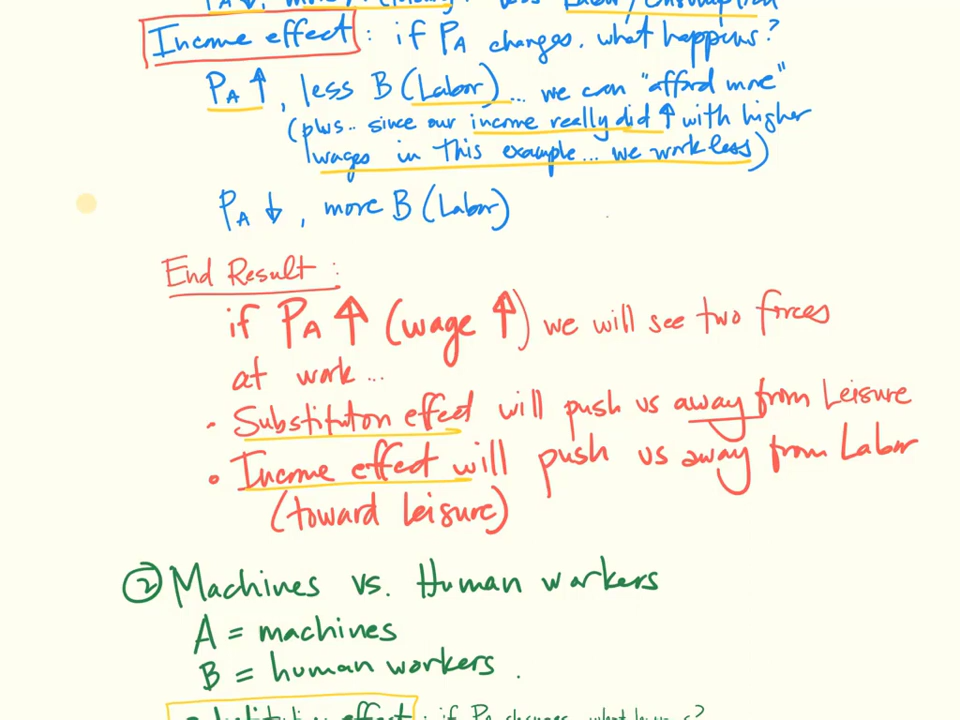 Income effect : if PA changes, what happens?
PA ↑, less B (Labor)... we can "afford more"
(plus.. since our income really did ↑ with higher
wages in this example... we work less)
PA ↓, more B (Labor)
End Result :
if PA ↑ (wage ↑) we will see two forces
at work...
• Substituton effect will push us away from Leisure
• Income effect will push us away from Labor
(toward leisure)
② Machines vs. Human workers
A = machines
B = human workers.